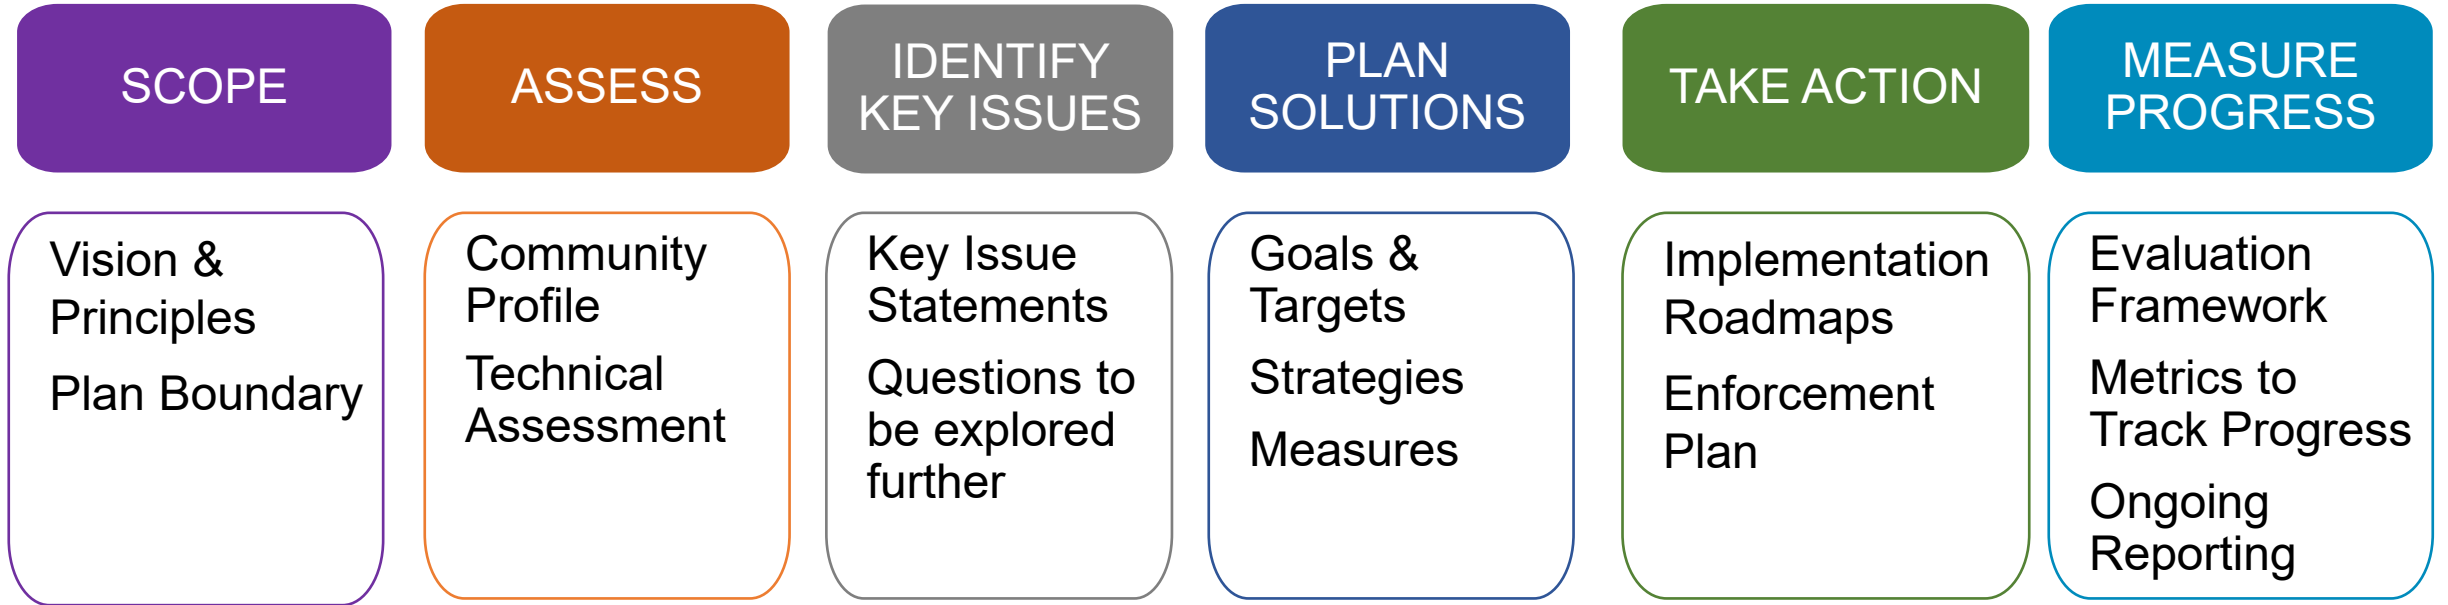 SCOPE
ASSESS
IDENTIFY
KEY ISSUES
PLAN
SOLUTIONS
TAKE ACTION
MEASURE
PROGRESS
Vision &
Principles
Plan Boundary
Community
Profile
Technical
Assessment
Key Issue
Statements
Questions to
be explored
further
Goals &
Targets
Strategies
Measures
Implementation
Roadmaps
Enforcement
Plan
Evaluation
Framework
Metrics to
Track Progress
Ongoing
Reporting